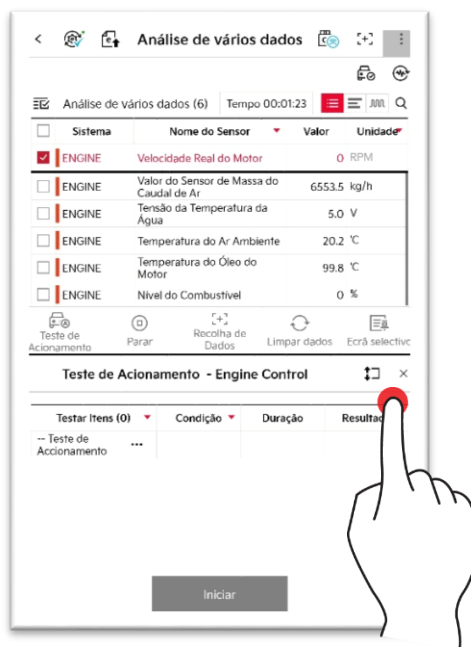 Análise de vários dados
Análise de vários dados (6) Tempo 00:01:23
Sistema Nome do Sensor Valor Unidade
ENGINE Velocidade Real do Motor 0 RPM
ENGINE Valor do Sensor de Massa do
Caudal de Ar 6553.5 kg/h
ENGINE Tensão da Temperatura da
Água 5.0 V
ENGINE Temperatura do Ar Ambiente 20.2 ℃
ENGINE Temperatura do Óleo do
Motor 99.8 ℃
ENGINE Nivel do Combustível 0 %
Teste de
Acionamento
Parar
Recolha de
Dados
Limpar dados
Ecrã selectivc
Teste de Acionamento - Engine Control
Testar Itens (0) Condição Duração Resultad
-- Teste de
Accionamento ...
Iniciar